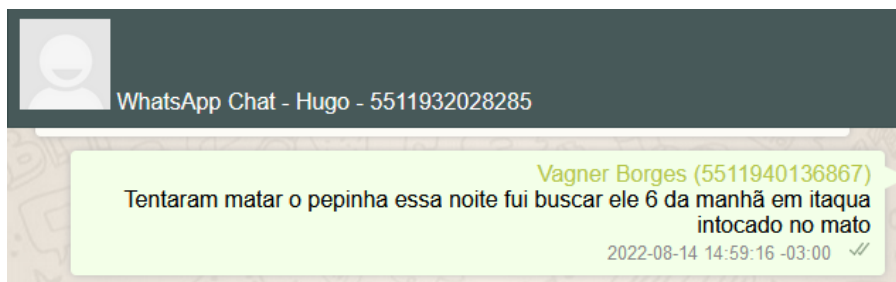 WhatsApp Chat - Hugo - 5511932028285
Vagner Borges (5511940136867)
Tentaram matar o pepinha essa noite fui buscar ele 6 da manhã em itaqua
intocado no mato
2022-08-14 14:59:16 -03:00